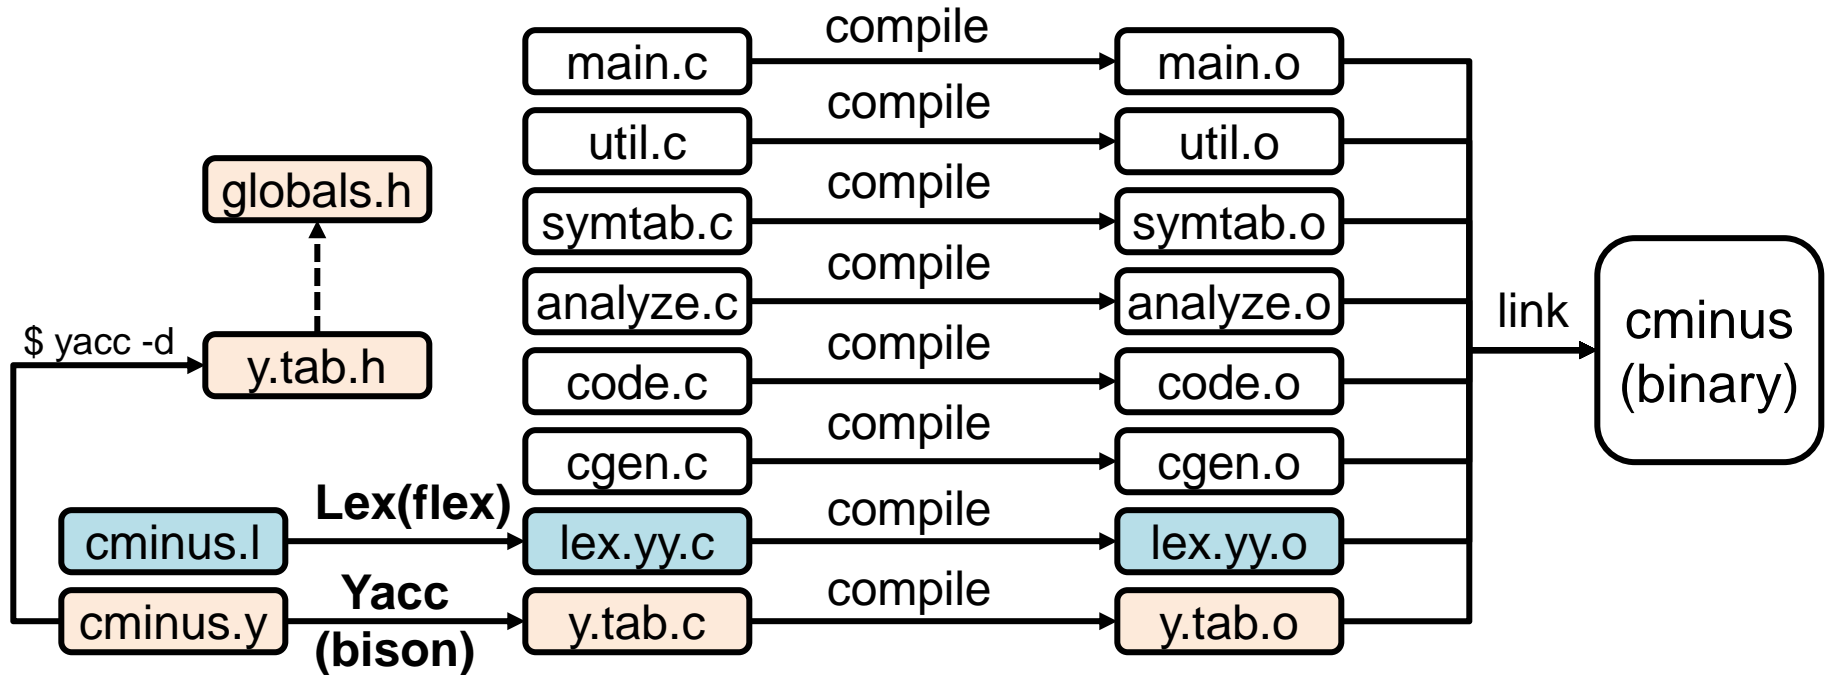 main.c
compile
main.o
util.c
compile
util.o
globals.h
symtab.c
compile
symtab.o
analyze.c
compile
analyze.o
link
cminus
(binary)
$ yacc -d
y.tab.h
code.c
compile
code.o
cgen.c
compile
cgen.o
cminus.l
Lex(flex)
lex.yy.c
compile
lex.yy.o
cminus.y
Yacc
(bison)
y.tab.c
compile
y.tab.o